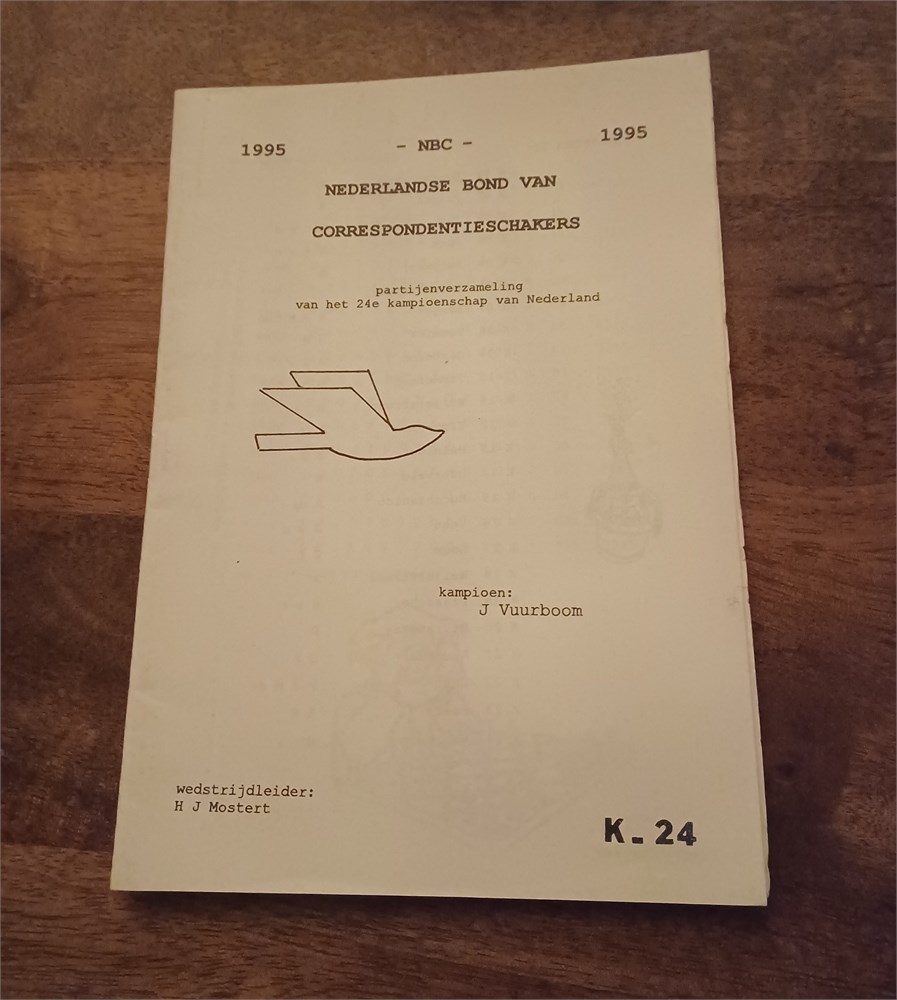 1995 - NBC - 1995
NEDERLANDSE BOND VAN
CORRESPONDENTIESCHAKERS
partijenverzameling
van het 24e kampioenschap van Nederland
kampioen:
J Vuurboom
wedstrijdleider:
H J Mostert
K-24